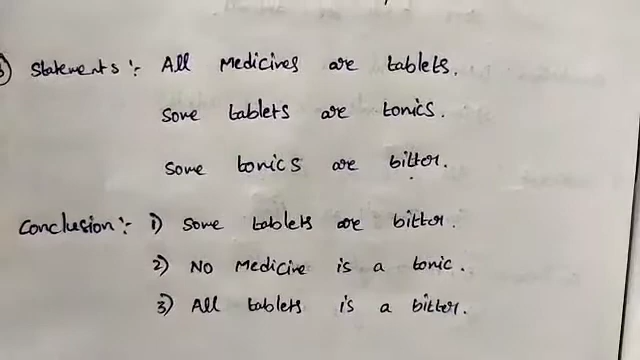 3) Statements :- All Medicines are tablets.
Some tablets are tonics.
Some tonics are bitter.
Conclusion :- 1) Some tablets are bitter.
2) No Medicine is a tonic.
3) All tablets is a bitter.